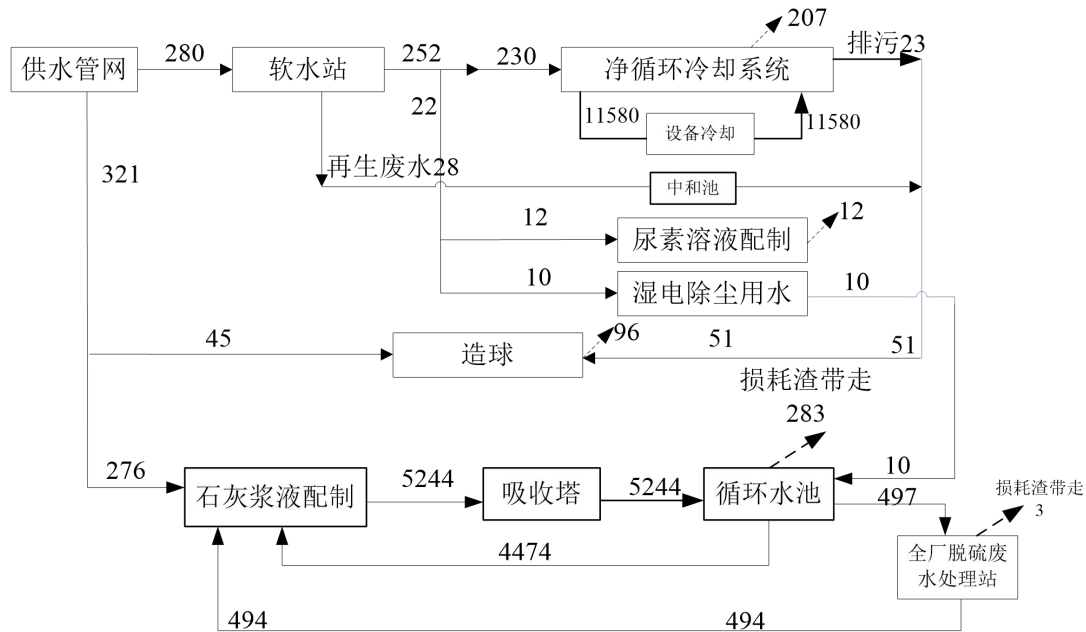 207
排污23
供水管网
280
软水站
252
230
净循环冷却系统
22
11580
设备冷却
11580
321
再生废水28
中和池
12
尿素溶液配制
12
10
湿电除尘用水
10
45
造球
96
51
51
损耗渣带走
283
276
石灰浆液配制
5244
吸收塔
5244
循环水池
10
497
损耗渣带走
3
4474
全厂脱硫废
水处理站
494
494